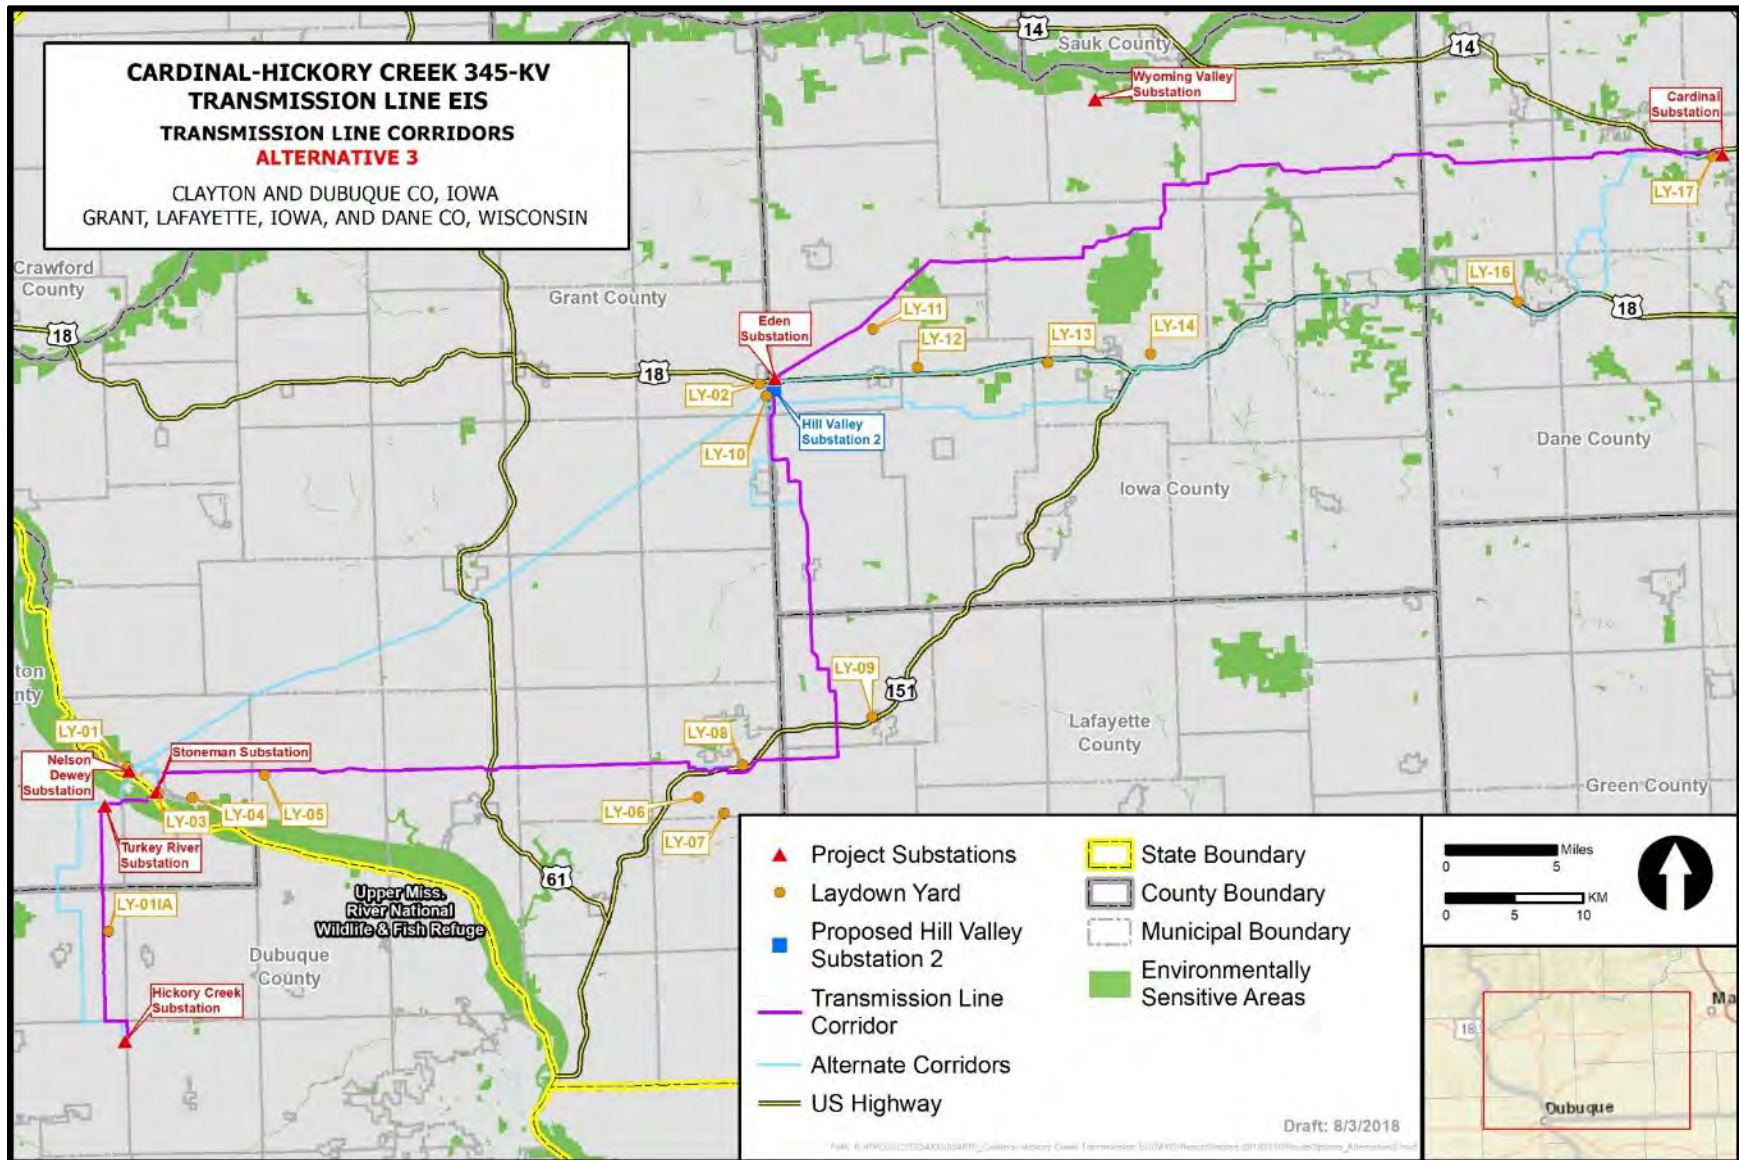 CARDINAL-HICKORY CREEK 345-KV
TRANSMISSION LINE EIS
TRANSMISSION LINE CORRIDORS
ALTERNATIVE 3
CLAYTON AND DUBUQUE CO, IOWA
GRANT, LAFAYETTE, IOWA, AND DANE CO, WISCONSIN
14
Sauk County
14
Wyoming Valley
Substation
Cardinal
Substation
LY-17
Crawford
County
Grant County
18
18
Eden
Substation
LY-11
LY-12
LY-13
LY-14
LY-16
18
LY-02
Hill Valley
Substation 2
LY-10
Dane County
Iowa County
ton
nty
LY-09
151
Lafayette
County
LY-01
Stoneman Substation
LY-08
Nelson
Dewey
Substation
LY-03
LY-04
LY-05
LY-06
LY-07
Green County
Turkey River
Substation
61
Upper Miss.
River National
Wildlife & Fish Refuge
LY-01IA
Dubuque
County
Hickory Creek
Substation
Project Substations
Laydown Yard
Proposed Hill Valley
Substation 2
Transmission Line
Corridor
Alternate Corridors
US Highway
State Boundary
County Boundary
Municipal Boundary
Environmentally
Sensitive Areas
Draft: 8/3/2018
Miles
0 5
KM
0 5 10
18
Ma
Dubuque